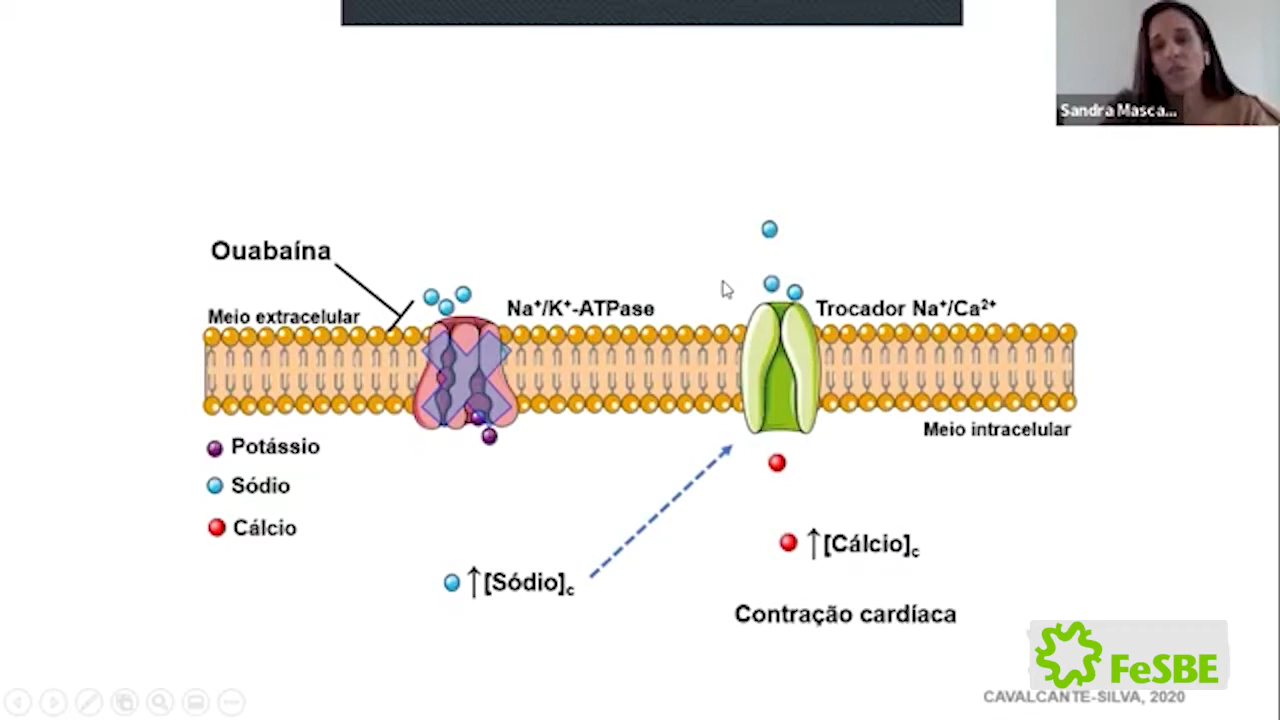 Sandra Masca...
Ouabaína
Meio extracelular
Na⁺/K⁺-ATPase
Trocador Na⁺/Ca²⁺
Meio intracelular
Potássio
Sódio
Cálcio
↑[Sódio]c
↑[Cálcio]c
Contração cardíaca
FeSBE
CAVALCANTE-SILVA, 2020